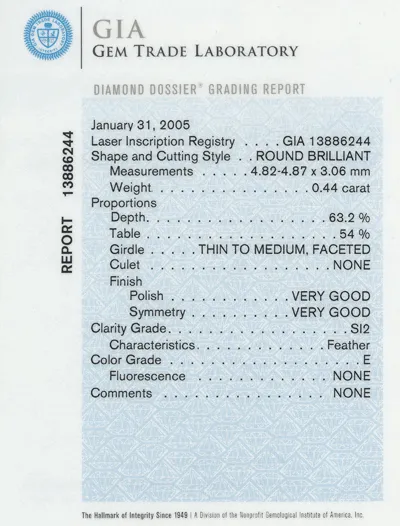 GIA
GEM TRADE LABORATORY
DIAMOND DOSSIER® GRADING REPORT
REPORT 13886244
January 31, 2005
Laser Inscription Registry . . . . GIA 13886244
Shape and Cutting Style . . ROUND BRILLIANT
Measurements . . . . . 4.82-4.87 x 3.06 mm
Weight . . . . . . . . . . . . . . . . 0.44 carat
Proportions
Depth. . . . . . . . . . . . . . . . . . . 63.2 %
Table . . . . . . . . . . . . . . . . . . . 54 %
Girdle . . . . . THIN TO MEDIUM, FACETED
Culet . . . . . . . . . . . . . . . . . . NONE
Finish
Polish . . . . . . . . . . . . VERY GOOD
Symmetry . . . . . . . . . . VERY GOOD
Clarity Grade. . . . . . . . . . . . . . . . . SI2
Characteristics. . . . . . . . . . . . . Feather
Color Grade . . . . . . . . . . . . . . . . . . E
Fluorescence . . . . . . . . . . . . . NONE
Comments . . . . . . . . . . . . . . . . NONE
The Hallmark of Integrity Since 1949 | A Division of the Nonprofit Gemological Institute of America, Inc.